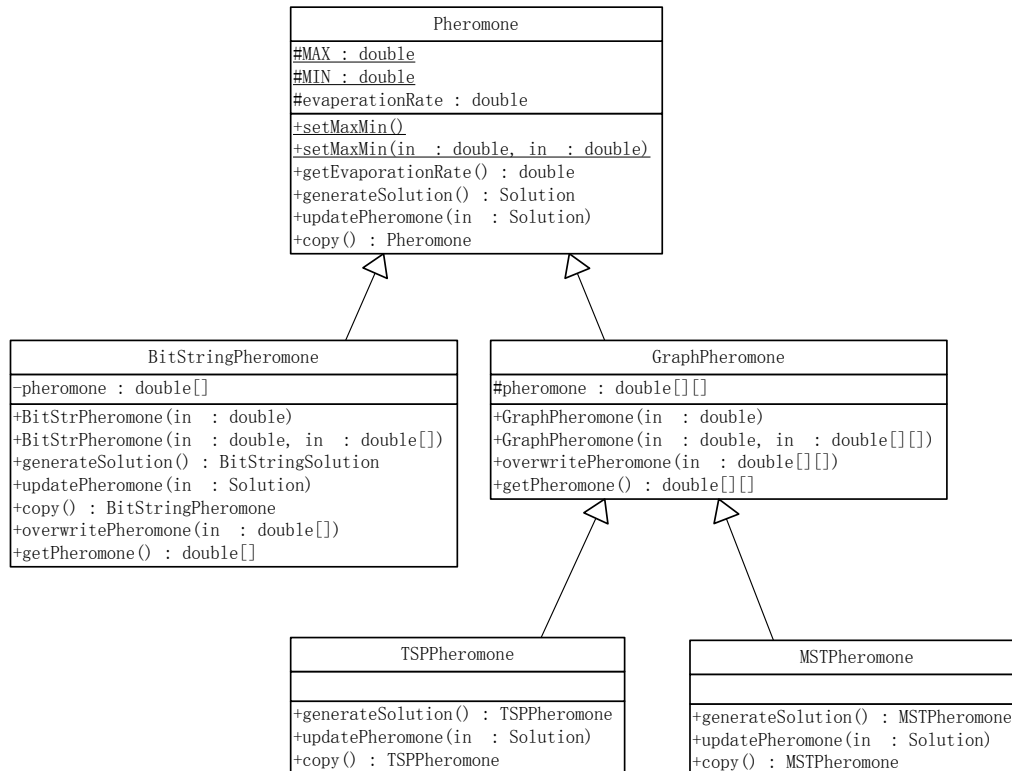 Pheromone
#MAX : double
#MIN : double
#evaperationRate : double
+setMaxMin()
+setMaxMin(in  : double, in  : double)
+getEvaporationRate() : double
+generateSolution() : Solution
+updatePheromone(in  : Solution)
+copy() : Pheromone
BitStringPheromone
-pheromone : double[]
+BitStrPheromone(in  : double)
+BitStrPheromone(in  : double, in  : double[])
+generateSolution() : BitStringSolution
+updatePheromone(in  : Solution)
+copy() : BitStringPheromone
+overwritePheromone(in  : double[])
+getPheromone() : double[]
GraphPheromone
#pheromone : double[][]
+GraphPheromone(in  : double)
+GraphPheromone(in  : double, in  : double[][])
+overwritePheromone(in  : double[][])
+getPheromone() : double[][]
TSPPheromone
+generateSolution() : TSPPheromone
+updatePheromone(in  : Solution)
+copy() : TSPPheromone
MSTPheromone
+generateSolution() : MSTPheromone
+updatePheromone(in  : Solution)
+copy() : MSTPheromone